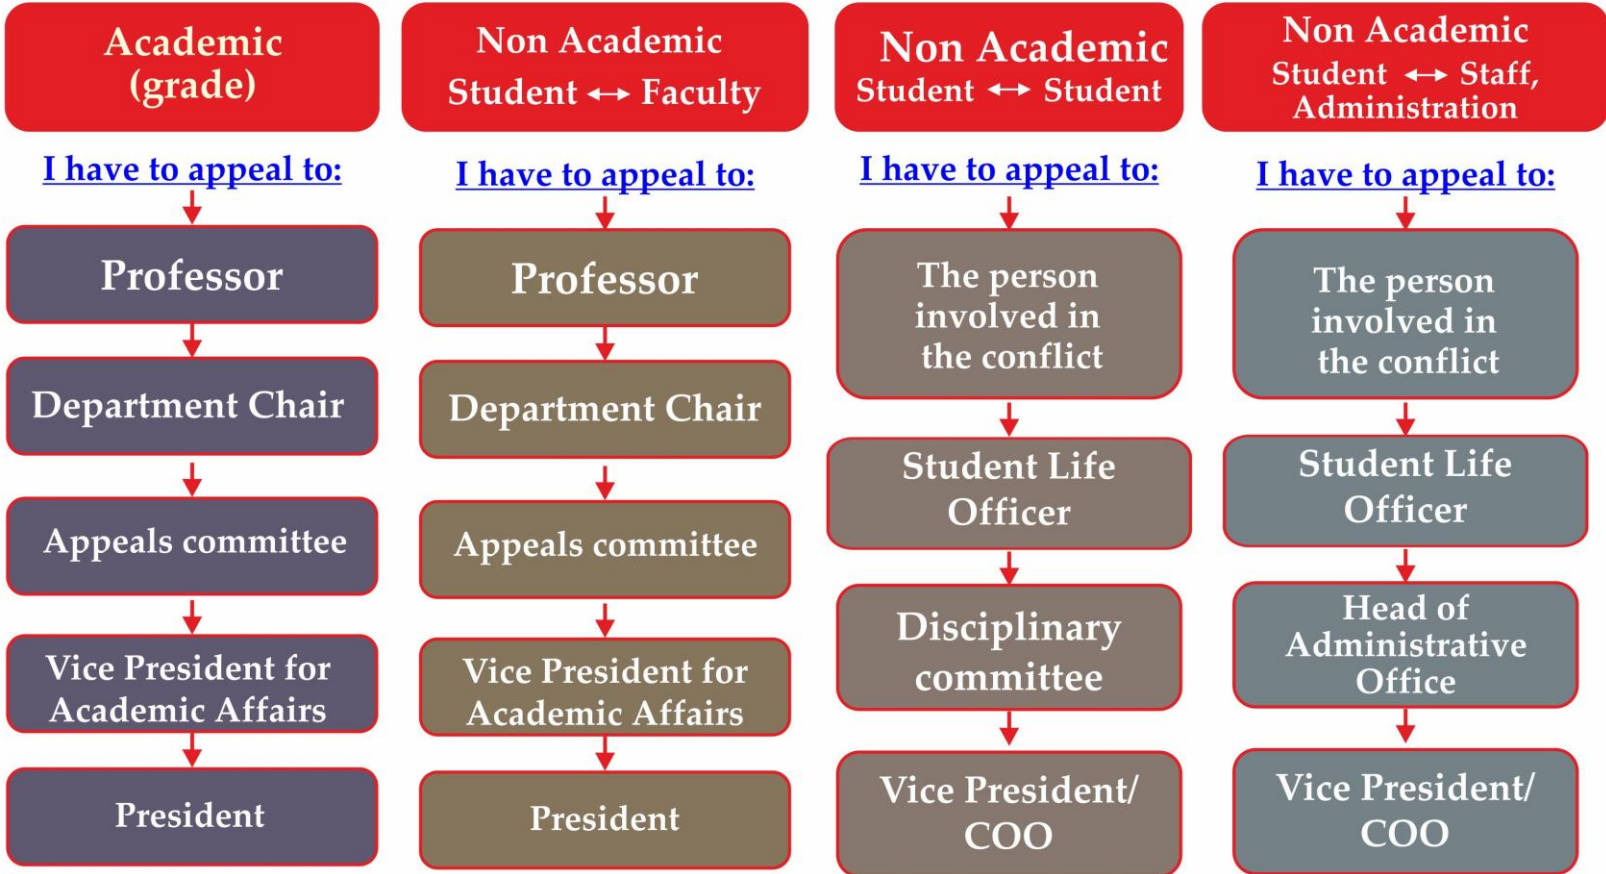 Academic
(grade)
I have to appeal to:
Professor
Department Chair
Appeals committee
Vice President for
Academic Affairs
President
Non Academic
Student ↔ Faculty
I have to appeal to:
Professor
Department Chair
Appeals committee
Vice President for
Academic Affairs
President
Non Academic
Student ↔ Student
I have to appeal to:
The person
involved in
the conflict
Student Life
Officer
Disciplinary
committee
Vice President/
COO
Non Academic
Student ↔ Staff,
Administration
I have to appeal to:
The person
involved in
the conflict
Student Life
Officer
Head of
Administrative
Office
Vice President/
COO